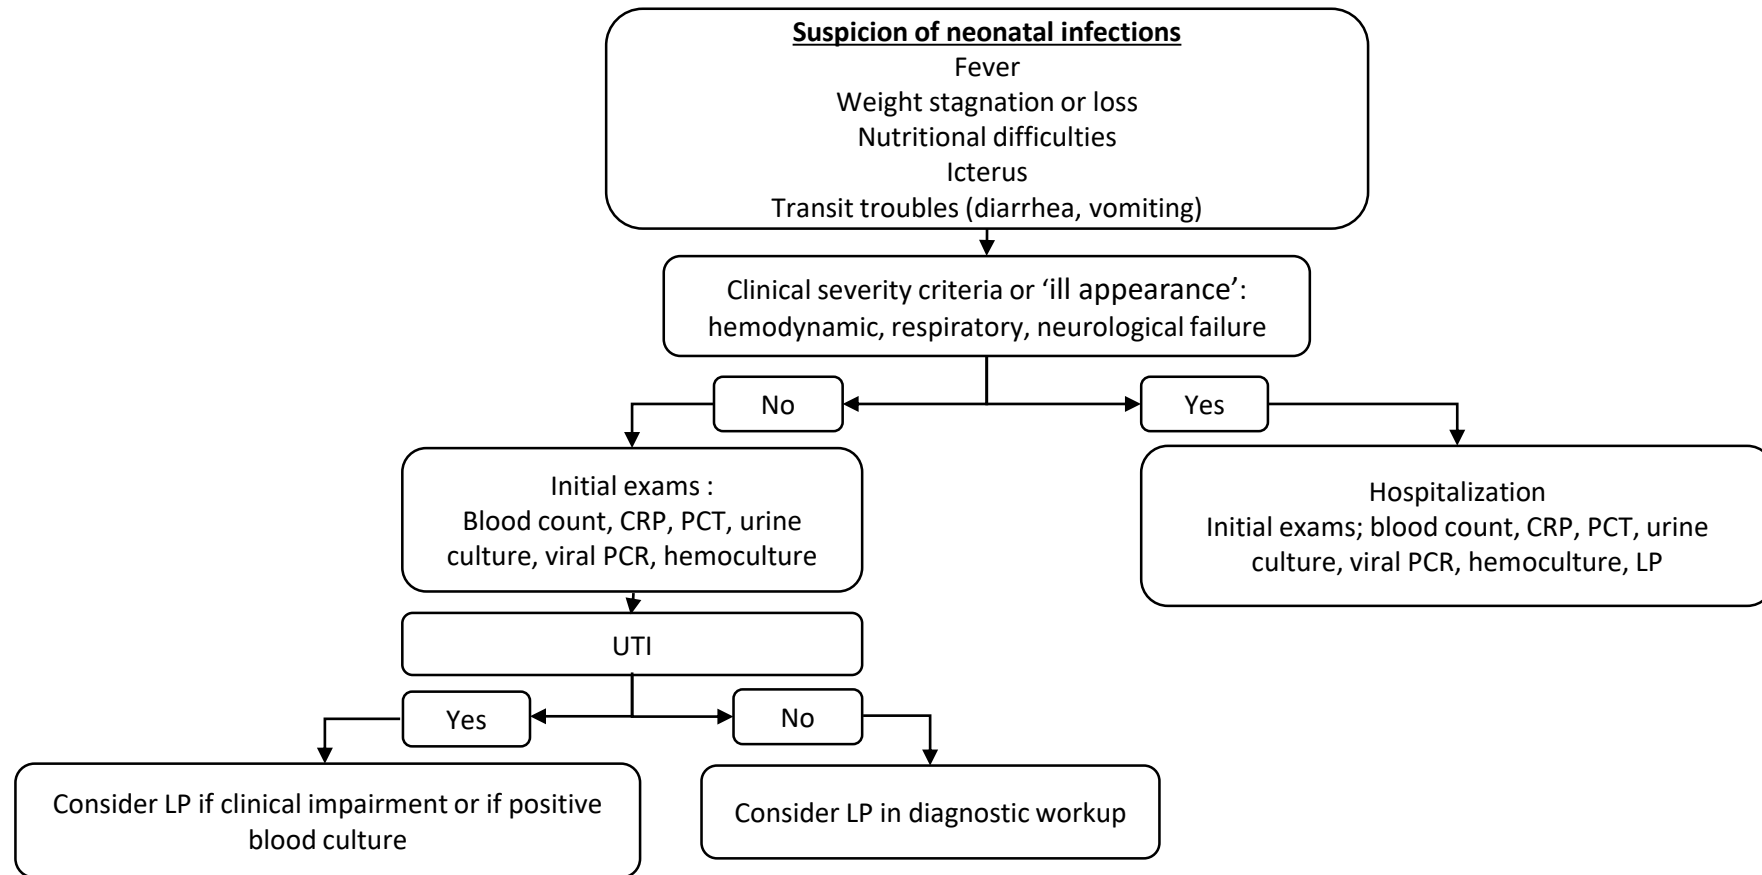 Suspicion of neonatal infections
Fever
Weight stagnation or loss
Nutritional difficulties
Icterus
Transit troubles (diarrhea, vomiting)
Clinical severity criteria or ‘ill appearance’:
hemodynamic, respiratory, neurological failure
No
Yes
Initial exams :
Blood count, CRP, PCT, urine
culture, viral PCR, hemoculture
Hospitalization
Initial exams; blood count, CRP, PCT, urine
culture, viral PCR, hemoculture, LP
UTI
Yes
No
Consider LP if clinical impairment or if positive
blood culture
Consider LP in diagnostic workup